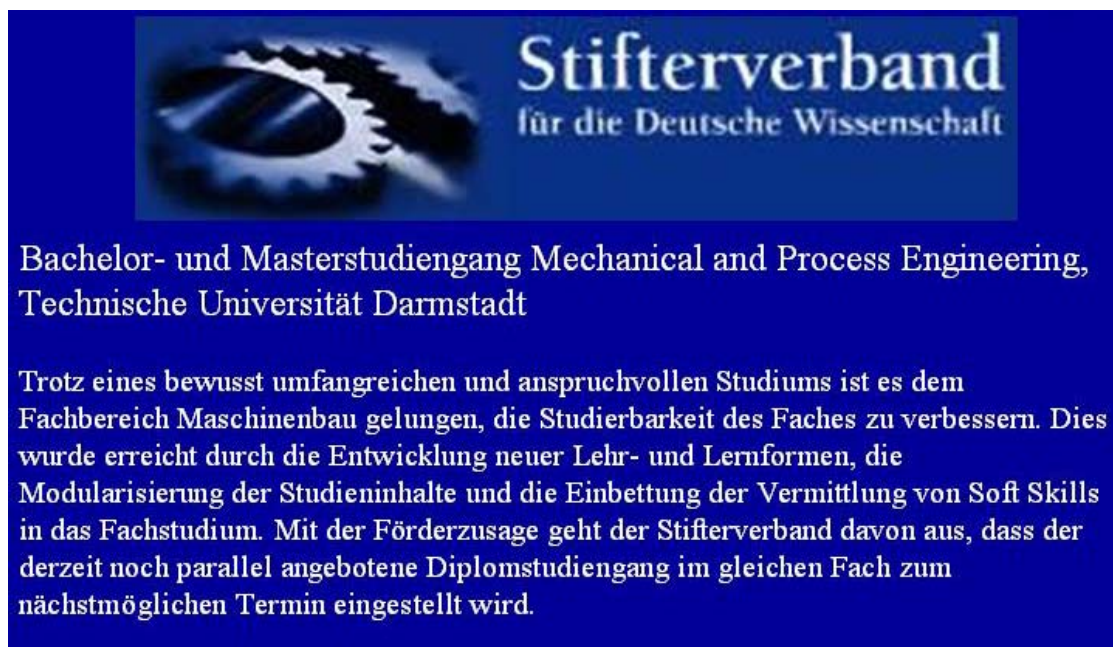 Stifterverband
für die Deutsche Wissenschaft
Bachelor- und Masterstudiengang Mechanical and Process Engineering,
Technische Universität Darmstadt
Trotz eines bewusst umfangreichen und anspruchvollen Studiums ist es dem
Fachbereich Maschinenbau gelungen, die Studierbarkeit des Faches zu verbessern. Dies
wurde erreicht durch die Entwicklung neuer Lehr- und Lernformen, die
Modularisierung der Studieninhalte und die Einbettung der Vermittlung von Soft Skills
in das Fachstudium. Mit der Förderzusage geht der Stifterverband davon aus, dass der
derzeit noch parallel angebotene Diplomstudiengang im gleichen Fach zum
nächstmöglichen Termin eingestellt wird.